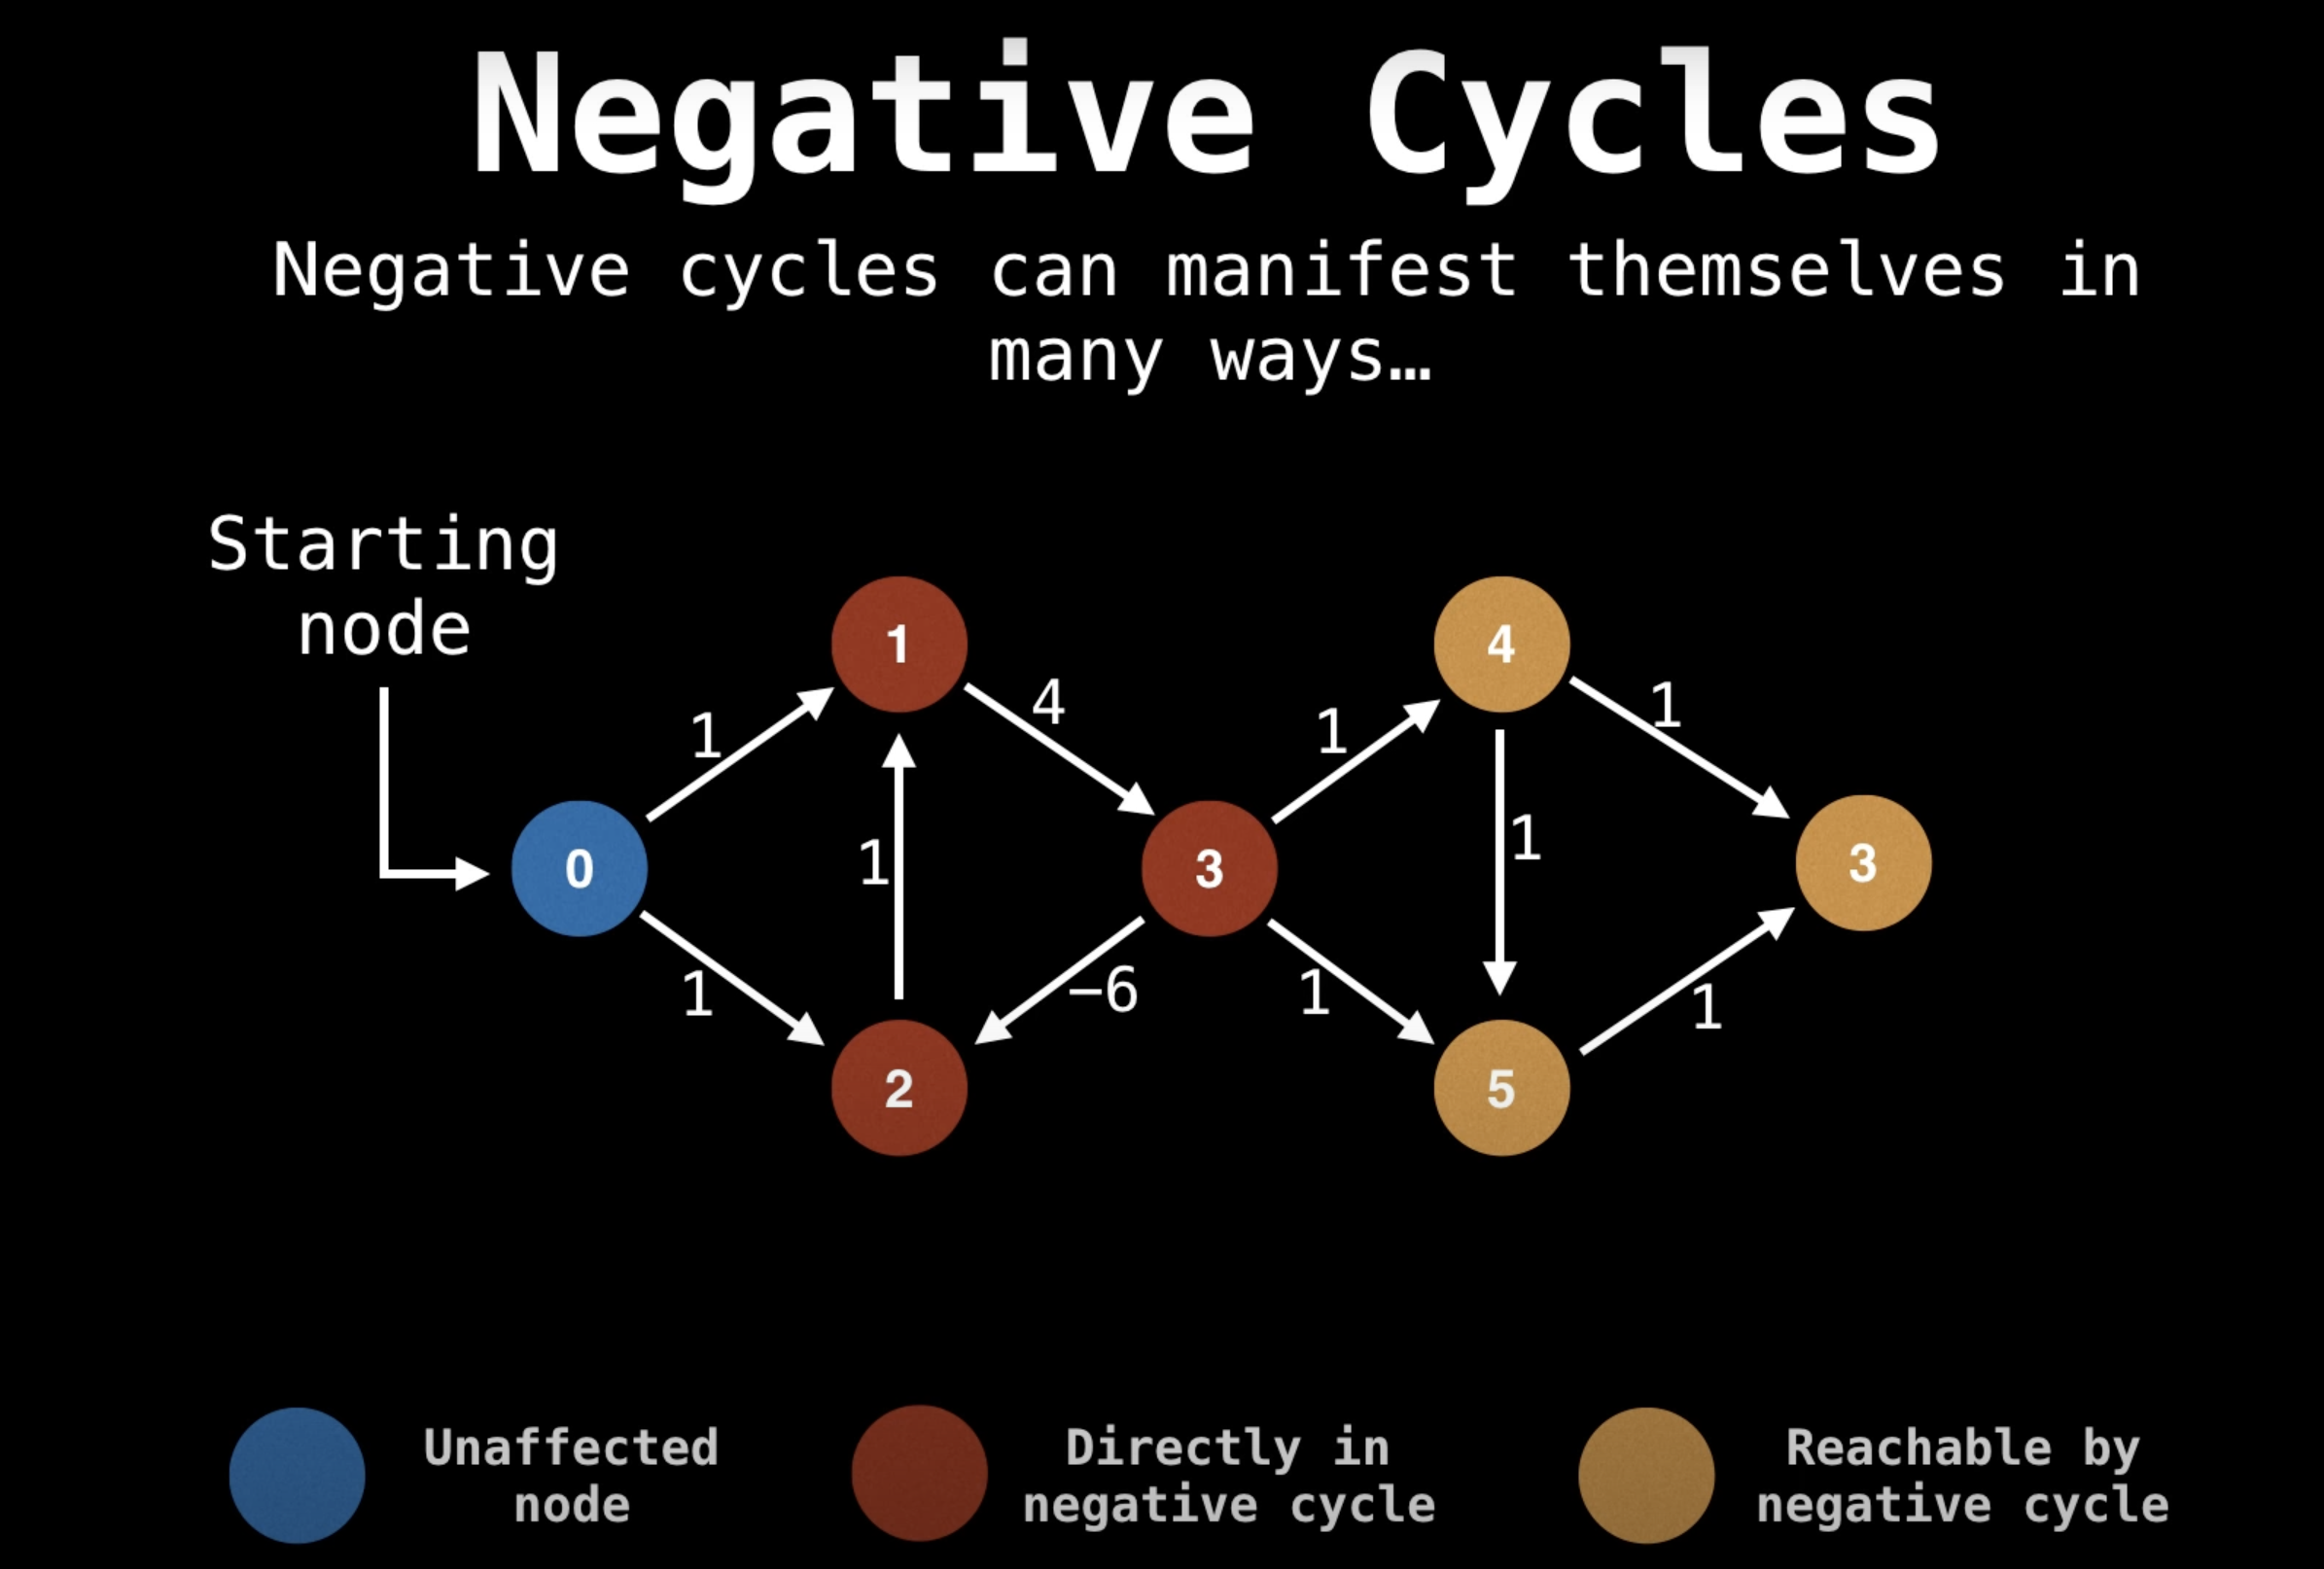 Negative Cycles
Negative cycles can manifest themselves in
many ways…
Starting
node
1
4
1
4
1
1
0
1
3
1
3
1
−6
1
1
2
5
Unaffected
node
Directly in
negative cycle
Reachable by
negative cycle